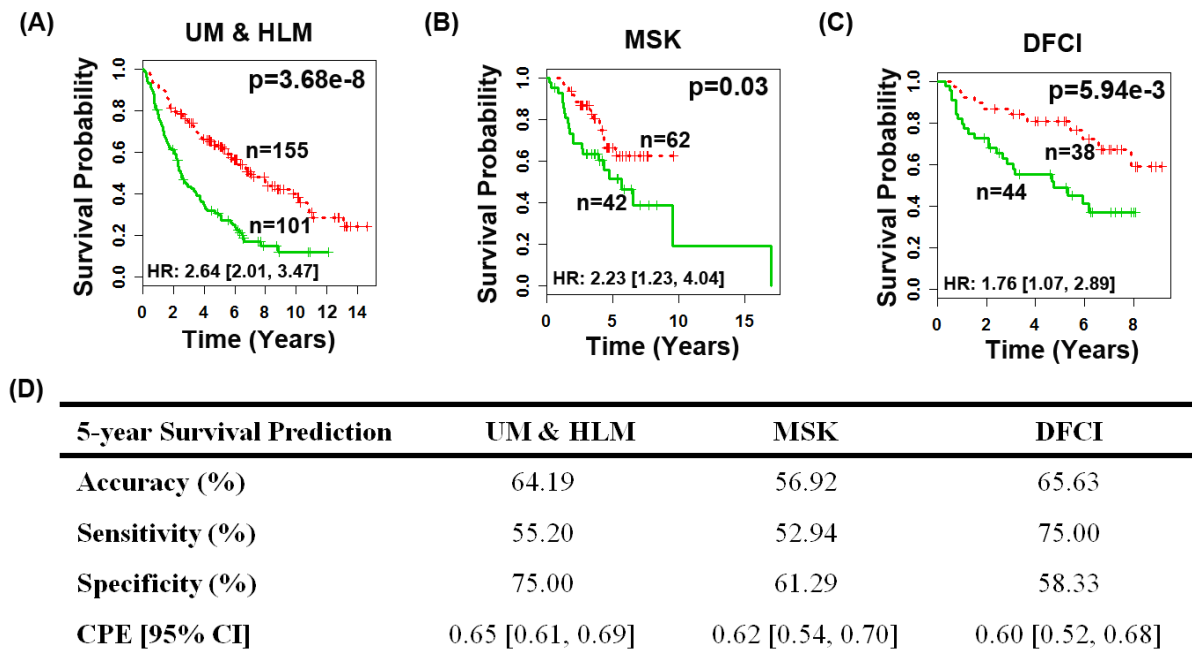 (A)
UM & HLM
Survival Probability
1.0
0.8
0.6
0.4
0.2
0.0
p=3.68e-8
n=155
n=101
HR: 2.64 [2.01, 3.47]
0 2 4 6 8 10 12 14
Time (Years)
(B)
MSK
Survival Probability
1.0
0.8
0.6
0.4
0.2
0.0
p=0.03
n=62
n=42
HR: 2.23 [1.23, 4.04]
0 5 10 15
Time (Years)
(C)
DFCI
Survival Probability
1.0
0.8
0.6
0.4
0.2
0.0
p=5.94e-3
n=38
n=44
HR: 1.76 [1.07, 2.89]
0 2 4 6 8
Time (Years)
(D)
5-year Survival Prediction UM & HLM MSK DFCI
Accuracy (%) 64.19 56.92 65.63
Sensitivity (%) 55.20 52.94 75.00
Specificity (%) 75.00 61.29 58.33
CPE [95% CI] 0.65 [0.61, 0.69] 0.62 [0.54, 0.70] 0.60 [0.52, 0.68]